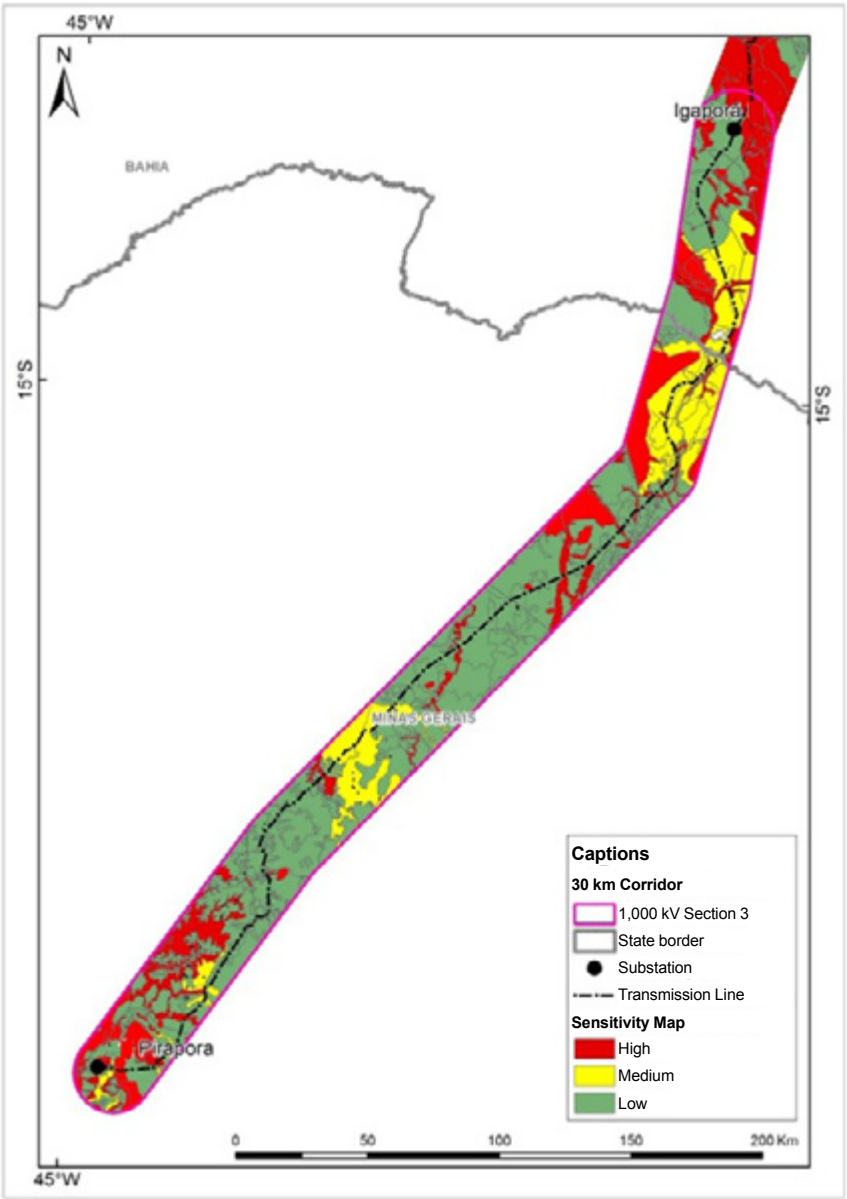 45°W
N
Igaporã
BAHIA
15°S
15°S
MINAS GERAIS
Pirapora
Captions
30 km Corridor
1,000 kV Section 3
State border
Substation
Transmission Line
Sensitivity Map
High
Medium
Low
0 50 100 150 200 Km
45°W